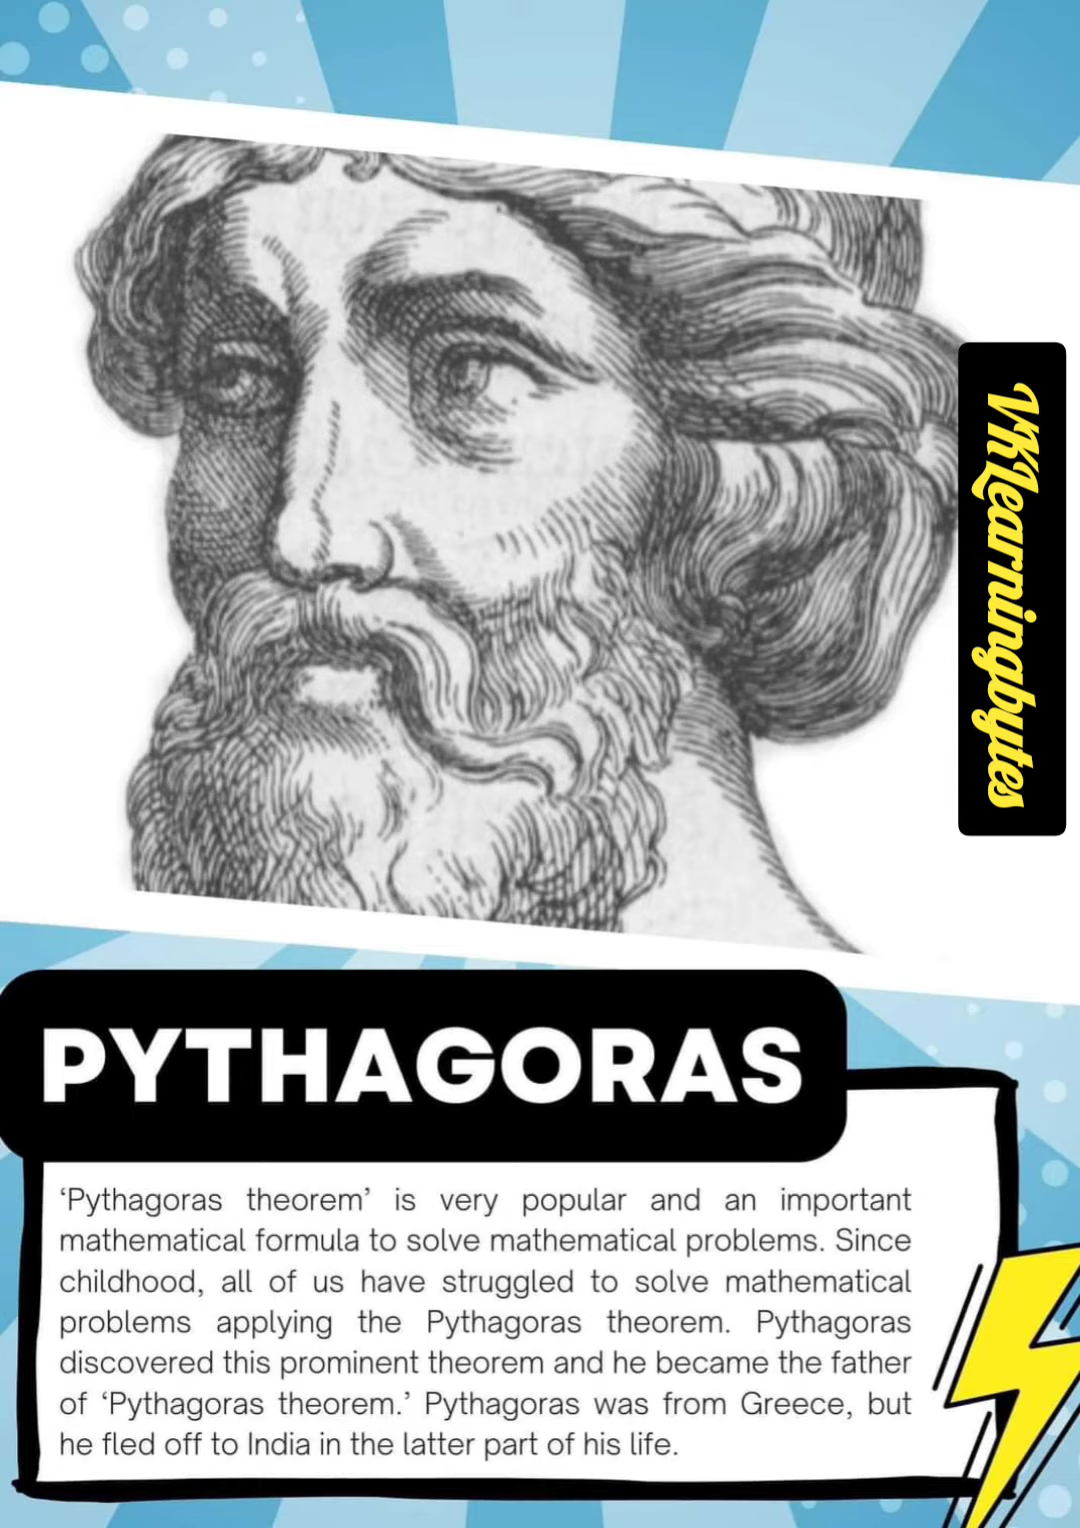 VKLearningbytes
PYTHAGORAS
‘Pythagoras theorem’ is very popular and an important
mathematical formula to solve mathematical problems. Since
childhood, all of us have struggled to solve mathematical
problems applying the Pythagoras theorem. Pythagoras
discovered this prominent theorem and he became the father
of ‘Pythagoras theorem.’ Pythagoras was from Greece, but
he fled off to India in the latter part of his life.